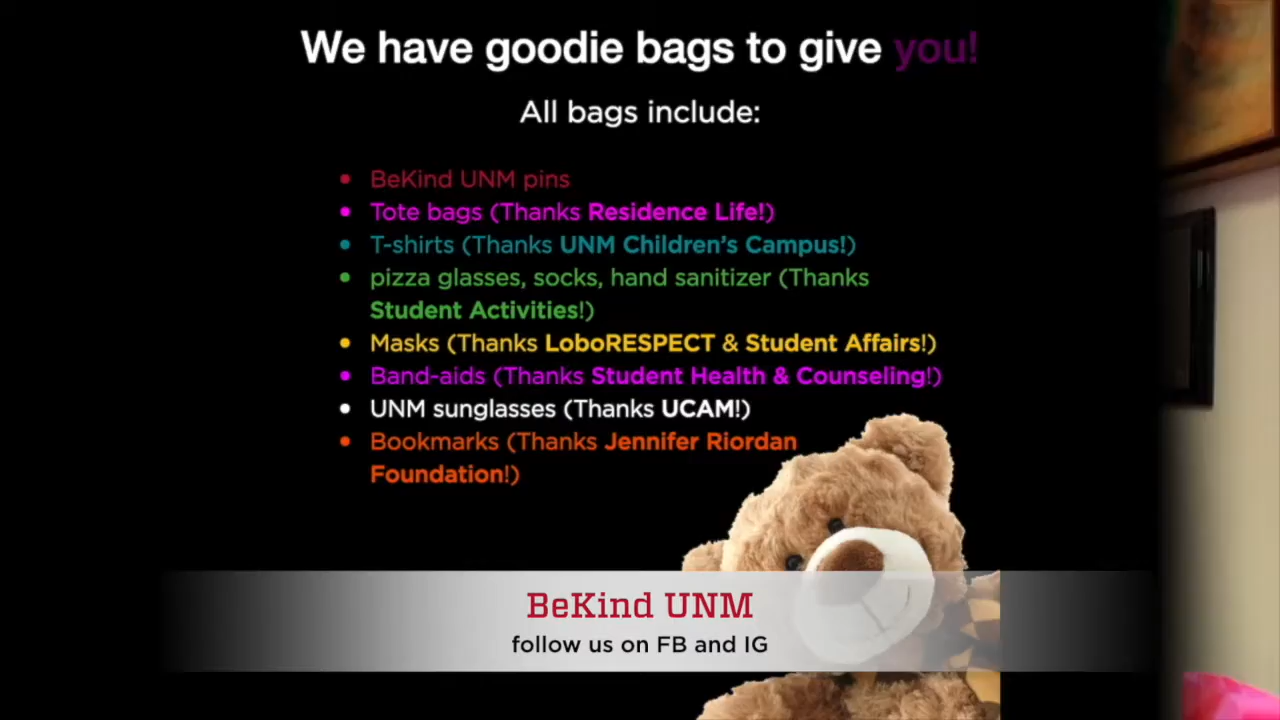 We have goodie bags to give you!
All bags include:
• BeKind UNM pins
• Tote bags (Thanks Residence Life!)
• T-shirts (Thanks UNM Children's Campus!)
• pizza glasses, socks, hand sanitizer (Thanks
Student Activities!)
• Masks (Thanks LoboRESPECT & Student Affairs!)
• Band-aids (Thanks Student Health & Counseling!)
• UNM sunglasses (Thanks UCAM!)
• Bookmarks (Thanks Jennifer Riordan
Foundation!)
BeKind UNM
follow us on FB and IG